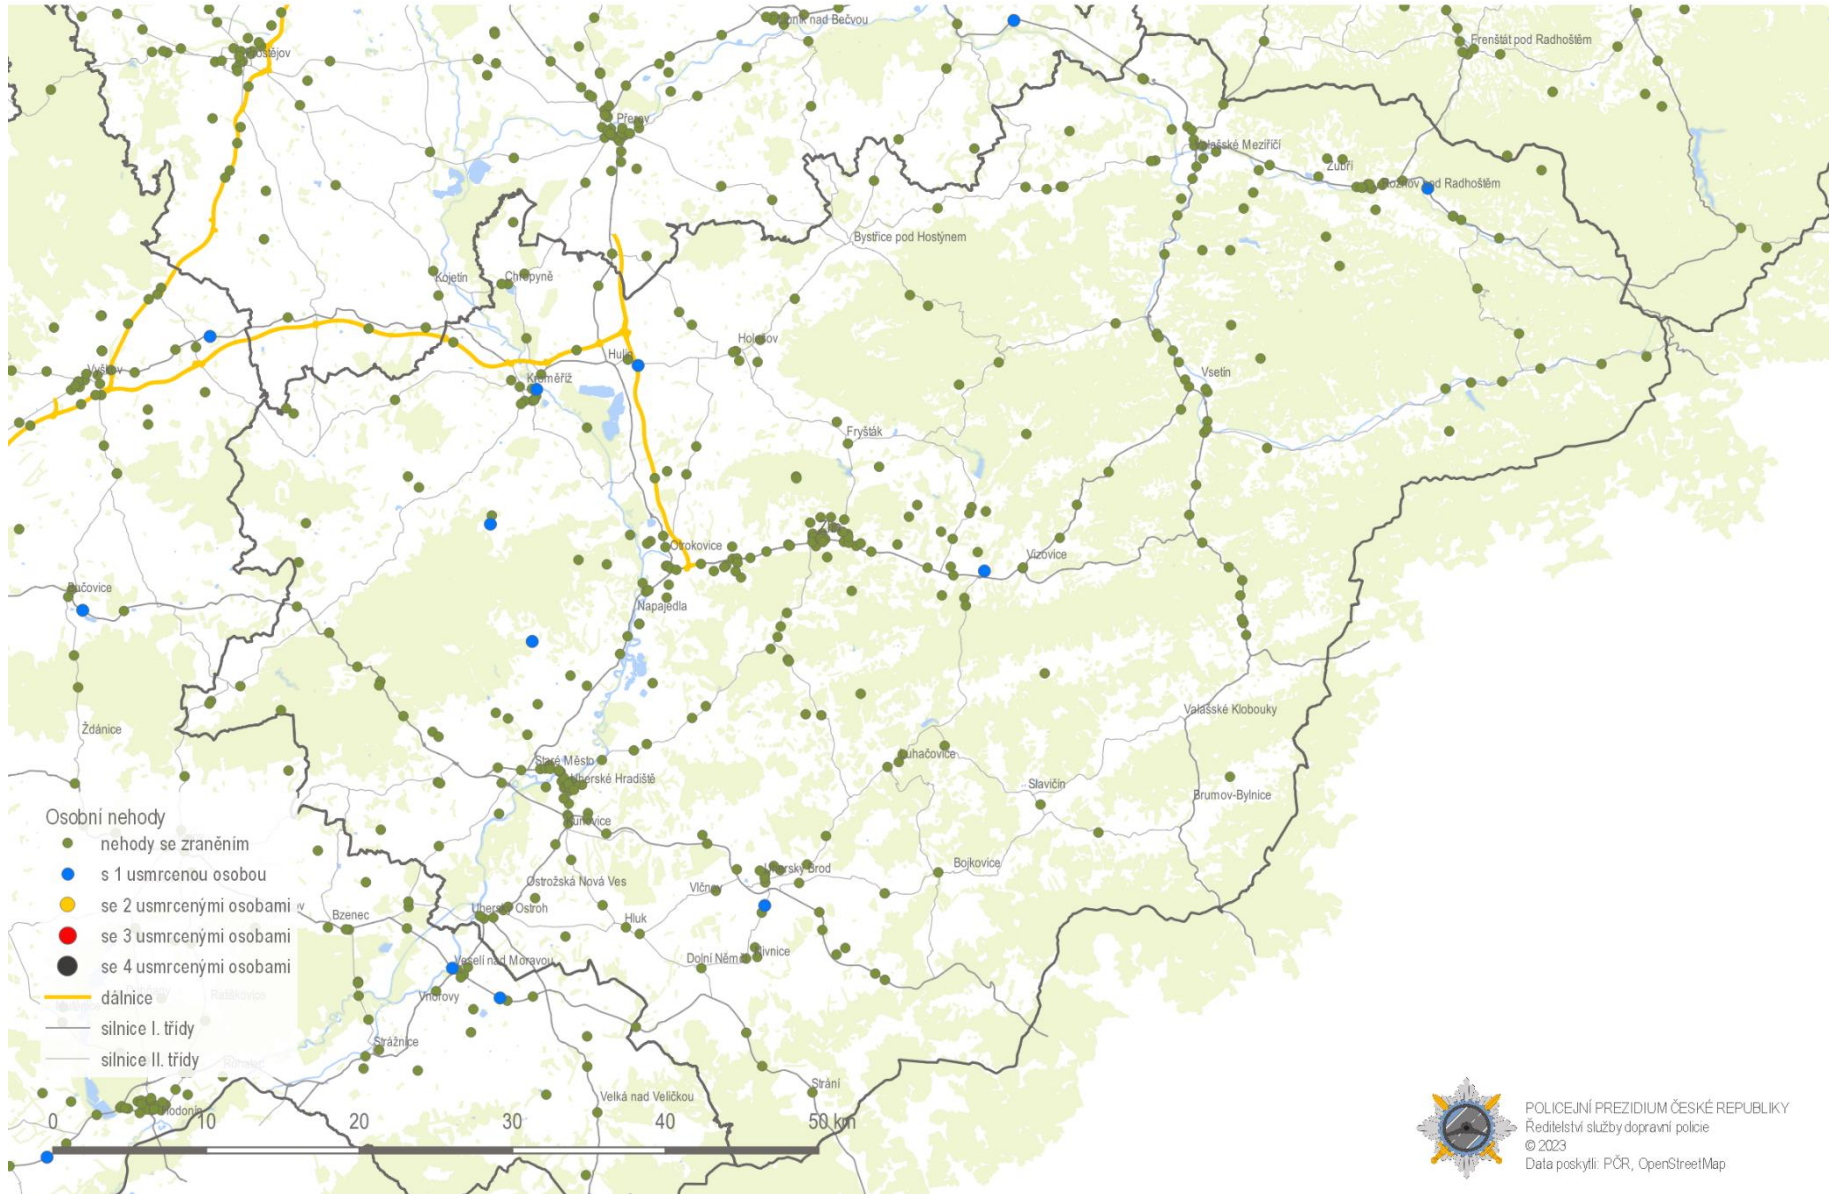 Frenštát pod Radhoštěm
Přerov
Zubří
Bystřice pod Hostýnem
Kojetín
Chropyně
Holešov
Hulín
Vyškov
Kroměříž
Vsetín
Fryšták
Otrokovice
Vizovice
Bučovice
Napajedla
Valašské Klobouky
Ždánice
Luhačovice
Staré Město
Uherské Hradiště
Slavičín
Brumov-Bylnice
Kunovice
Bojkovice
Uherský Brod
Ostrožská Nová Ves
Vlčnov
Uherský Ostroh
Bzenec
Hluk
Dolní Němčí
Nivnice
Veselí nad Moravou
Vnorovy
Strážnice
Strání
Velká nad Veličkou
Hodonín
Valašské Meziříčí
Rožnov pod Radhoštěm
Osobní nehody
nehody se zraněním
s 1 usmrcenou osobou
se 2 usmrcenými osobami
se 3 usmrcenými osobami
se 4 usmrcenými osobami
dálnice
silnice I. třídy
silnice II. třídy
0 10 20 30 40 50 km
POLICEJNÍ PREZIDIUM ČESKÉ REPUBLIKY
Ředitelství služby dopravní policie
© 2023
Data poskytli: PČR, OpenStreetMap